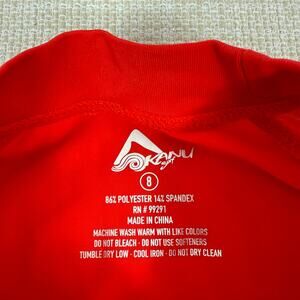 KANU
surf
8
86% POLYESTER 14% SPANDEX
RN # 99291
MADE IN CHINA
MACHINE WASH WARM WITH LIKE COLORS
DO NOT BLEACH - DO NOT USE SOFTENERS
TUMBLE DRY LOW - COOL IRON - DO NOT DRY CLEAN